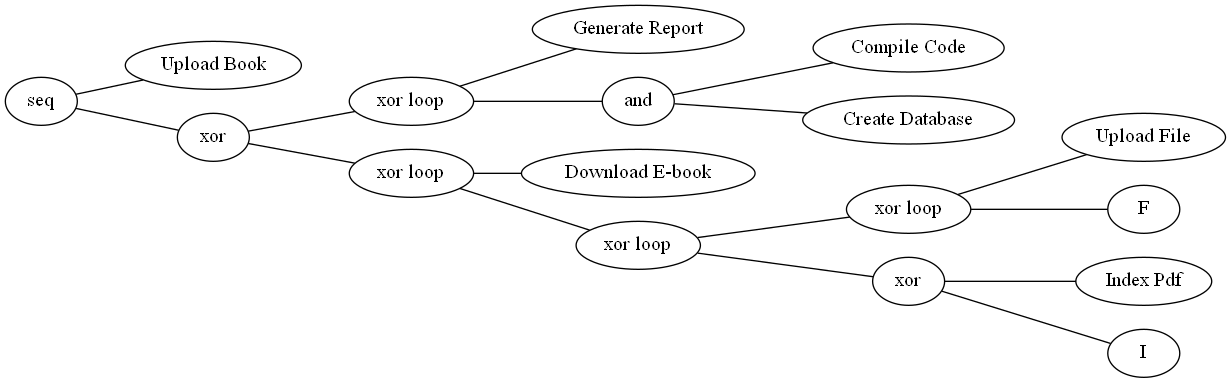 Generate Report
Compile Code
Upload Book
seq
xor loop
and
Create Database
xor
Upload File
xor loop
Download E-book
xor loop
F
xor loop
xor
Index Pdf
I